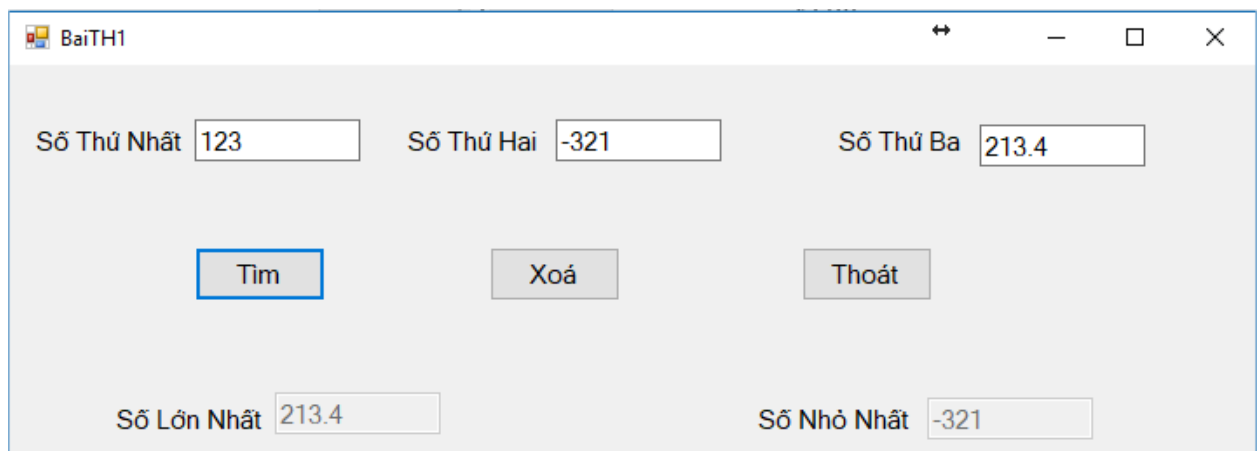 BaiTH1
Số Thứ Nhất 123 Số Thứ Hai -321 Số Thứ Ba 213.4
Tìm Xoá Thoát
Số Lớn Nhất 213.4 Số Nhỏ Nhất -321